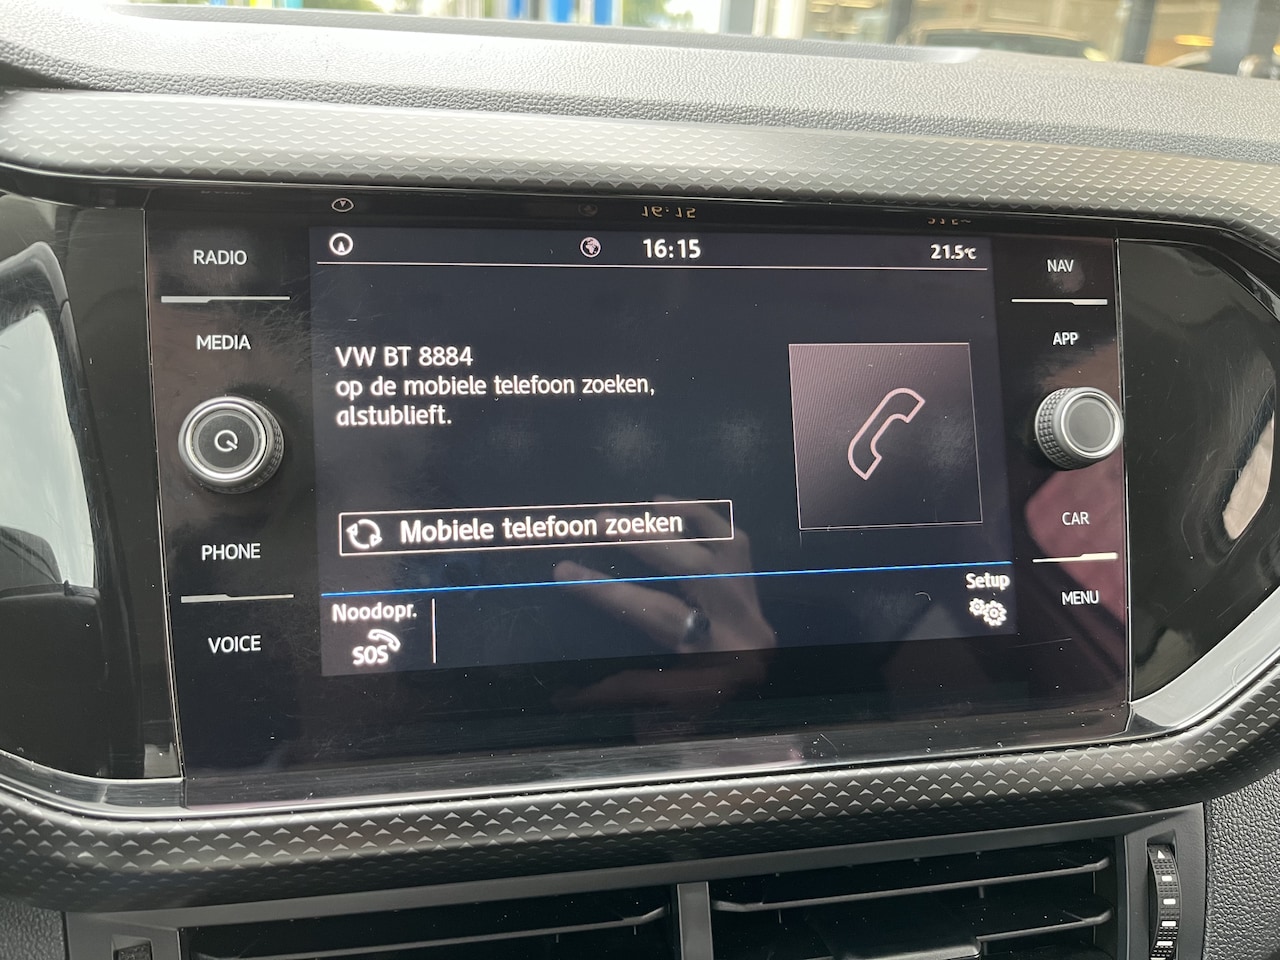 16:15
21.5°C
RADIO
MEDIA
PHONE
VOICE
VW BT 8884
op de mobiele telefoon zoeken,
alstublieft.
Mobiele telefoon zoeken
Noodopr.
SOS
Setup
NAV
APP
CAR
MENU